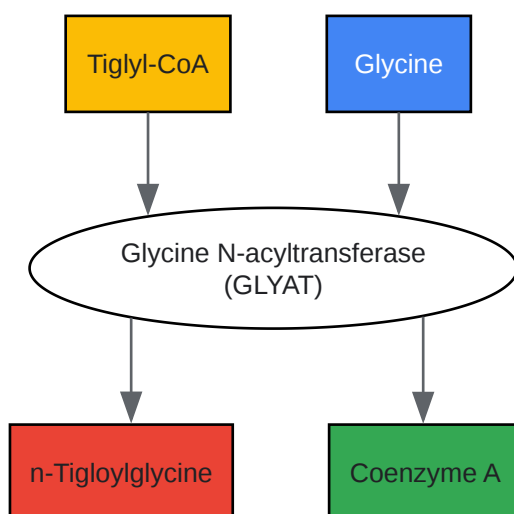 Tiglyl-CoA
Glycine
Glycine N-acyltransferase
(GLYAT)
n-Tigloylglycine
Coenzyme A